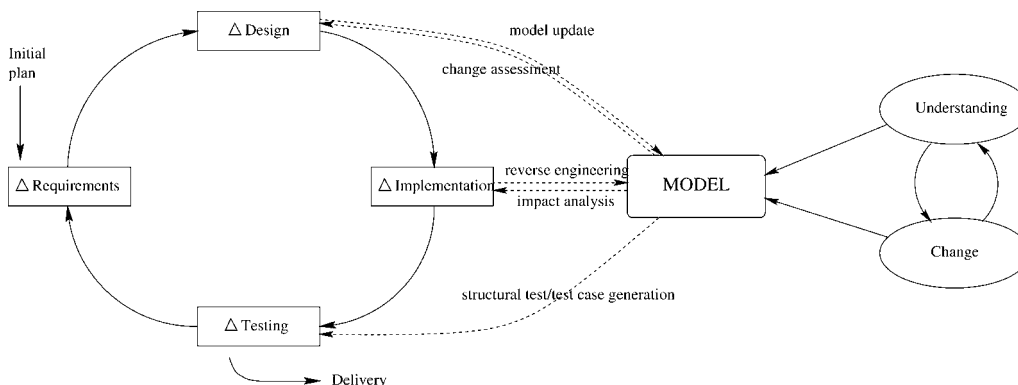 △ Design
model update
Initial
plan
change assessment
Understanding
△ Requirements
△ Implementation
reverse engineering
MODEL
impact analysis
Change
structural test/test case generation
△ Testing
Delivery